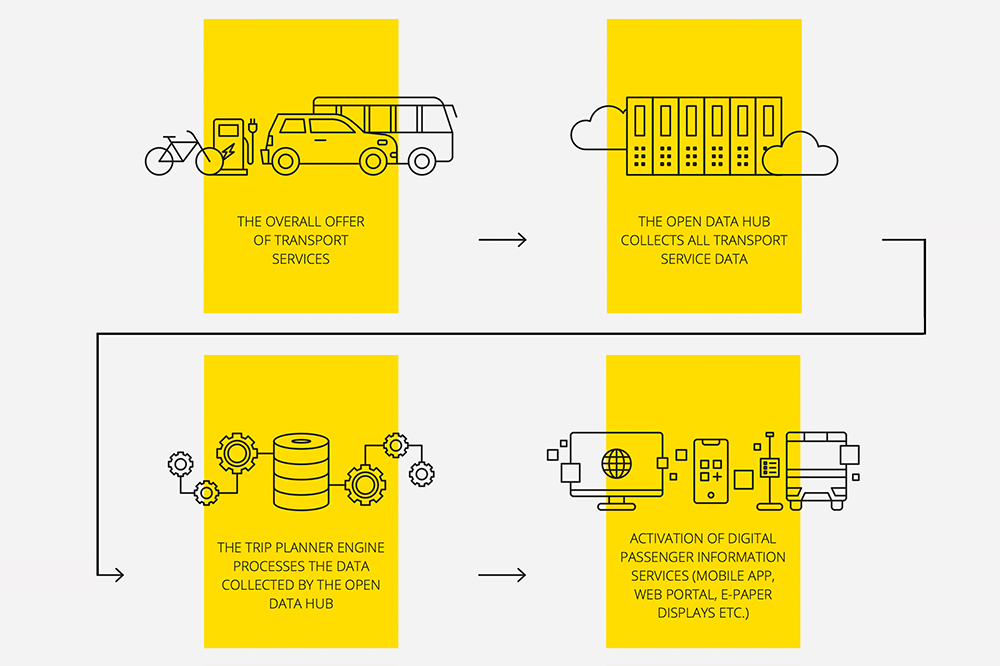 THE OVERALL OFFER
OF TRANSPORT
SERVICES
THE OPEN DATA HUB
COLLECTS ALL TRANSPORT
SERVICE DATA
THE TRIP PLANNER ENGINE
PROCESSES THE DATA
COLLECTED BY THE OPEN
DATA HUB
ACTIVATION OF DIGITAL
PASSENGER INFORMATION
SERVICES (MOBILE APP,
WEB PORTAL, E-PAPER
DISPLAYS ETC.)